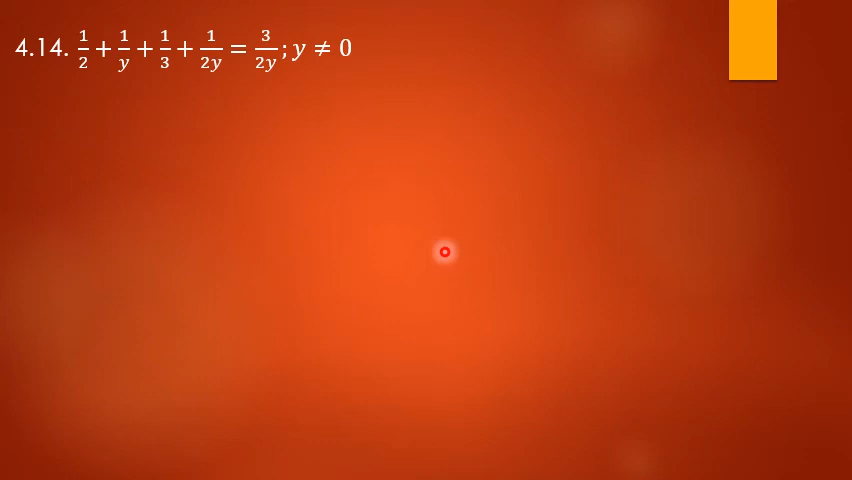 4.14. 1/2 + 1/y + 1/3 + 1/2y = 3/2y ; y ≠ 0